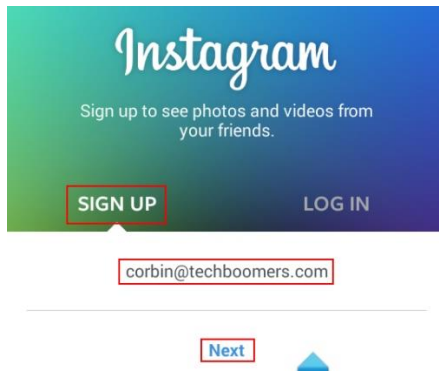 Instagram
Sign up to see photos and videos from
your friends.
SIGN UP LOG IN
corbin@techboomers.com
Next